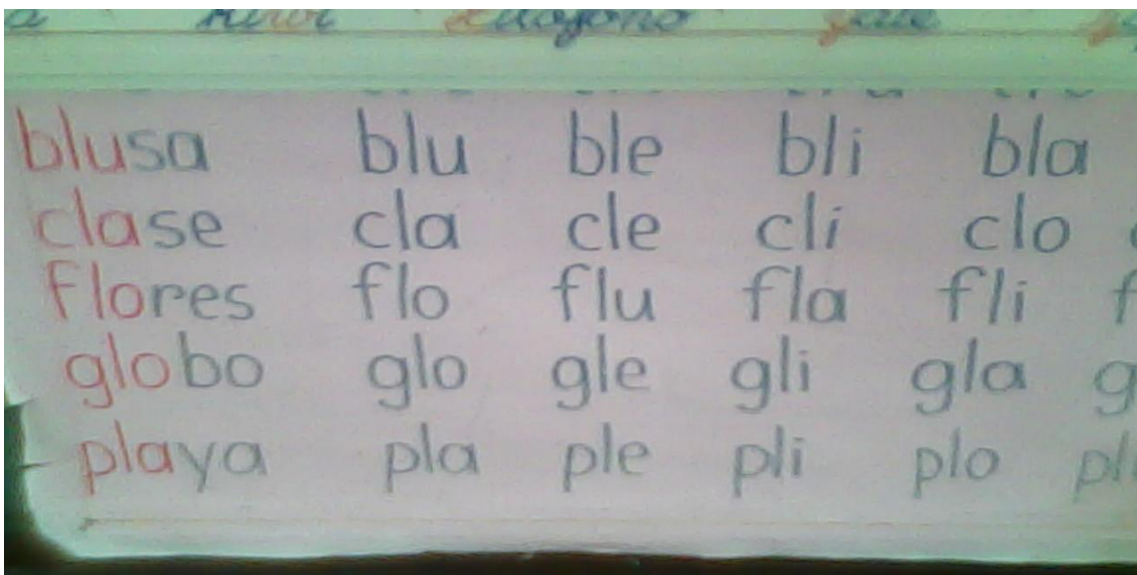 blusa blu ble bli bla
clase cla cle cli clo
flores flo flu fla fli f
globo glo gle gli gla g
playa pla ple pli plo pl